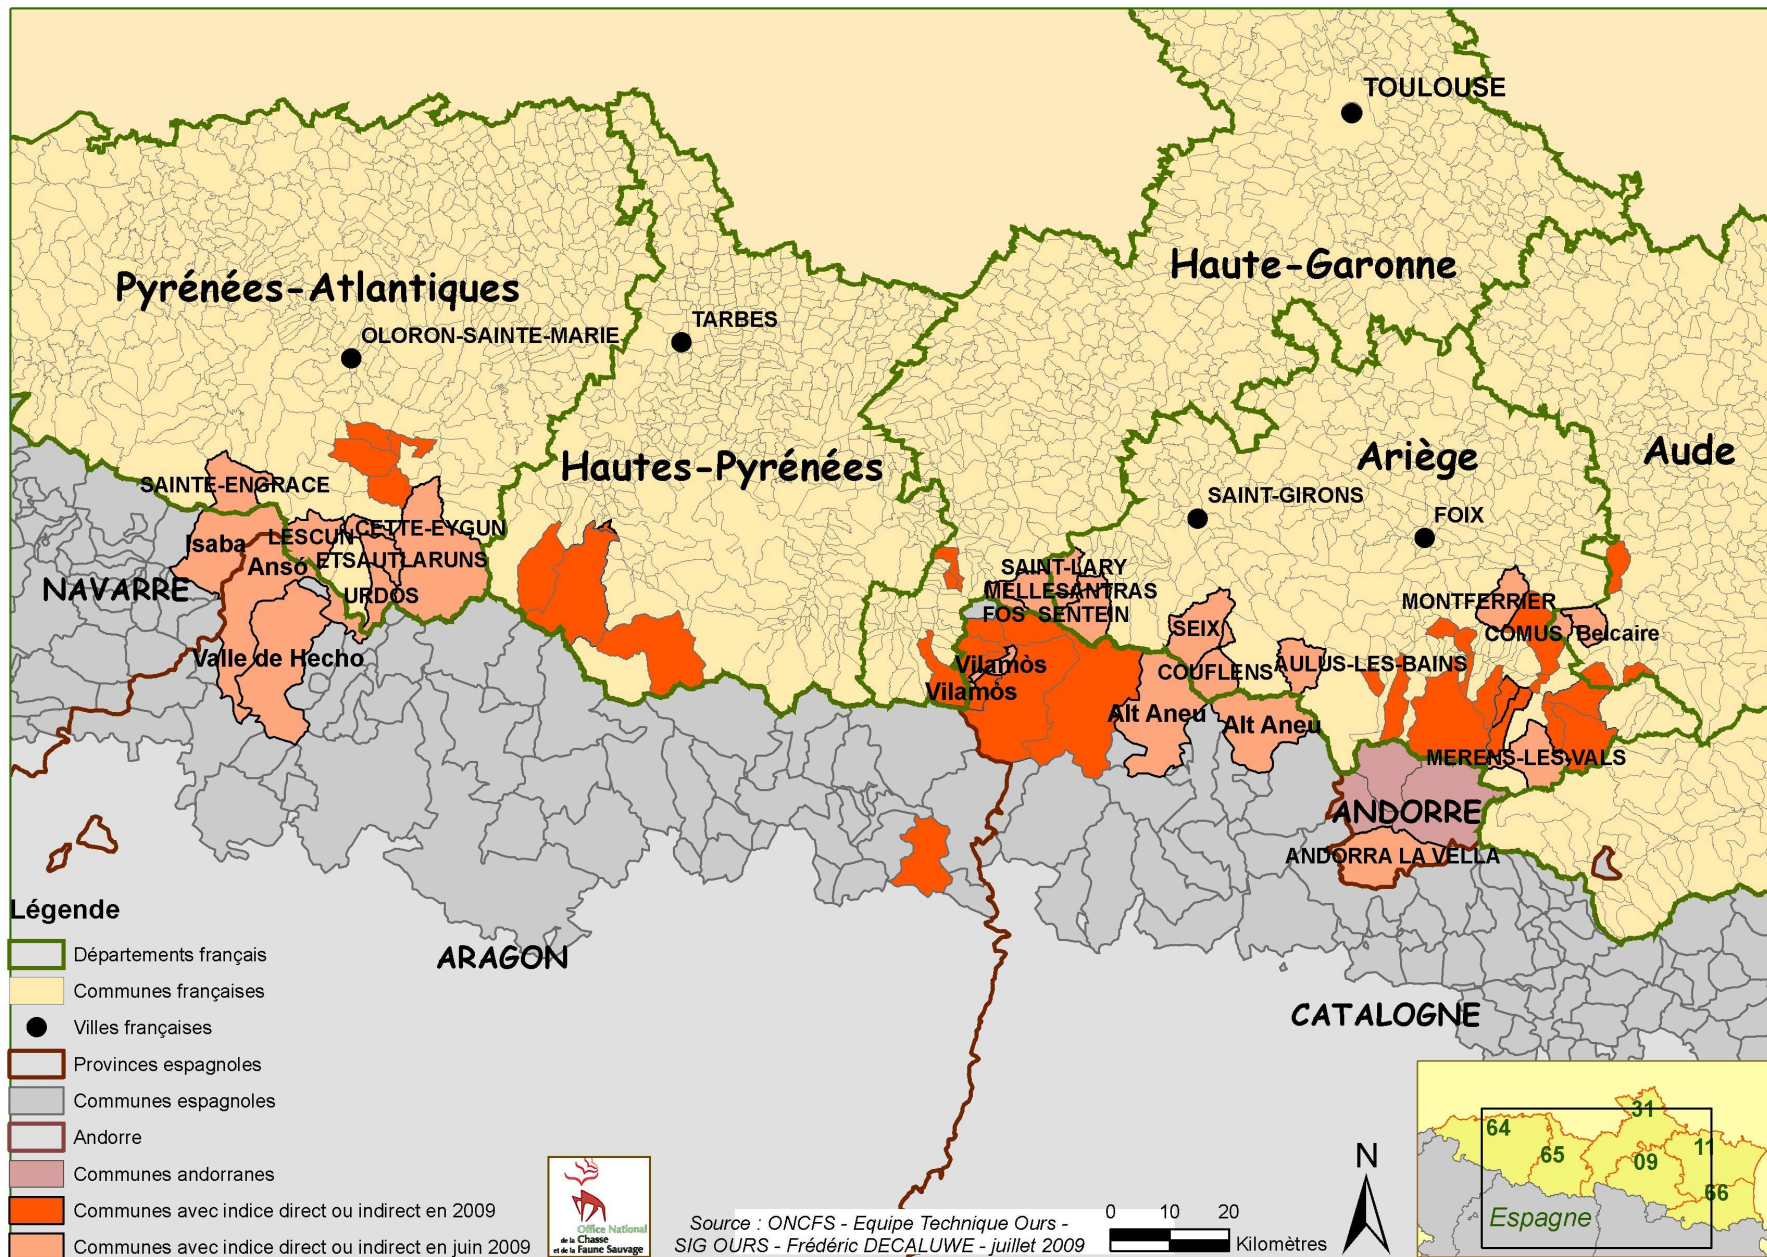 TOULOUSE
Haute-Garonne
Pyrénées-Atlantiques
TARBES
OLORON-SAINTE-MARIE
Hautes-Pyrénées
Ariège
Aude
SAINT-GIRONS
FOIX
SAINTE-ENGRACE
Isaba
LESCUN
CETTE-EYGUN
ETSAUT
LARUNS
Ansó
URDOS
NAVARRE
Valle de Hecho
SAINT-LARY
MELLES
ANTRAS
FOS
SENTEIN
SEIX
MONTFERRIER
COMUS
Belcaire
Vilamòs
Vilamòs
COUFLENS
AULUS-LES-BAINS
Alt Aneu
Alt Aneu
MERENS-LES-VALS
ANDORRE
ANDORRA LA VELLA
ARAGON
CATALOGNE
Légende
Départements français
Communes françaises
Villes françaises
Provinces espagnoles
Communes espagnoles
Andorre
Communes andorranes
Communes avec indice direct ou indirect en 2009
Communes avec indice direct ou indirect en juin 2009
Office National
de la Chasse
et de la Faune Sauvage
Source : ONCFS - Equipe Technique Ours -
SIG OURS - Frédéric DECALUWE - juillet 2009
0 10 20
Kilomètres
N
31
64
65
09
11
66
Espagne